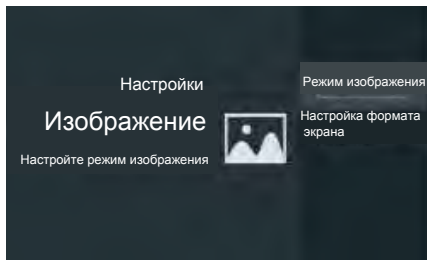 Настройки
Изображение
Настройте режим изображения
Режим изображения
Настройка формата
экрана